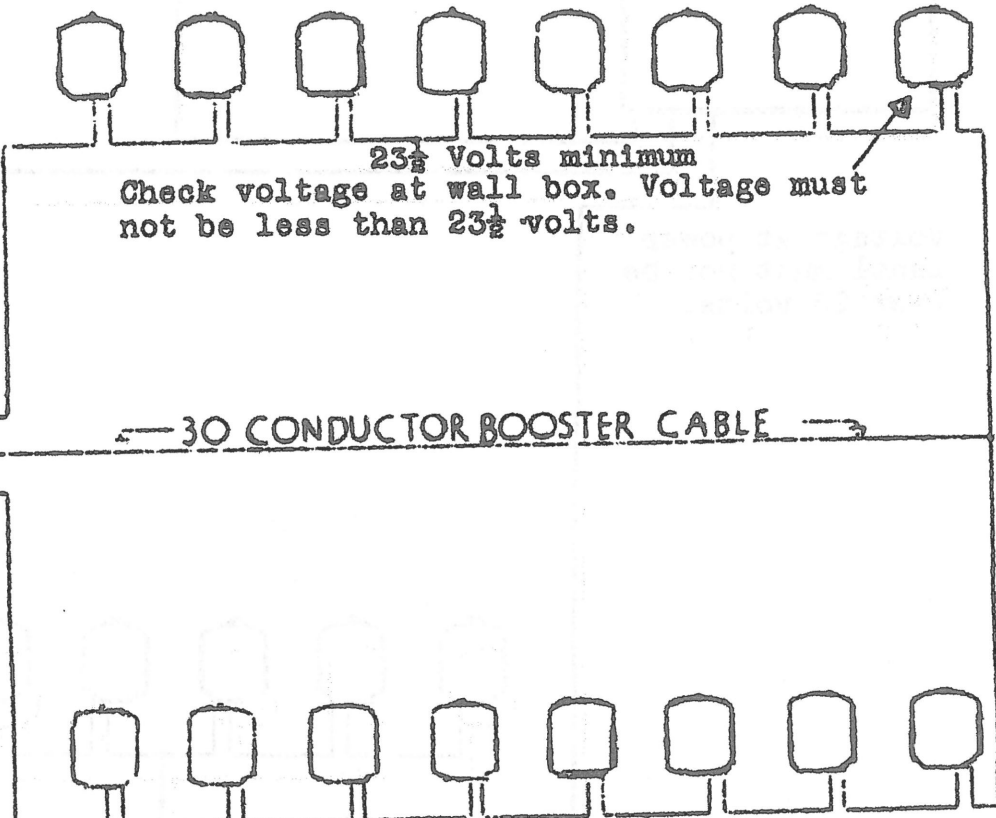 23½ Volts minimum
Check voltage at wall box. Voltage must
not be less than 23½ volts.
30 CONDUCTOR BOOSTER CABLE